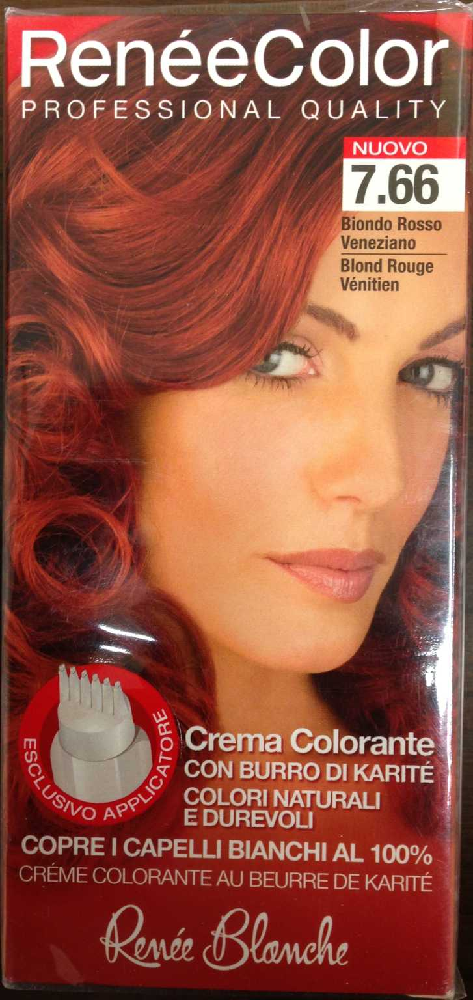 RenéeColor
PROFESSIONAL QUALITY
NUOVO
7.66
Biondo Rosso
Veneziano
Blond Rouge
Vénitien
ESCLUSIVO APPLICATORE
Crema Colorante
CON BURRO DI KARITÉ
COLORI NATURALI
E DUREVOLI
COPRE I CAPELLI BIANCHI AL 100%
CRÉME COLORANTE AU BEURRE DE KARITÉ
Renée Blanche